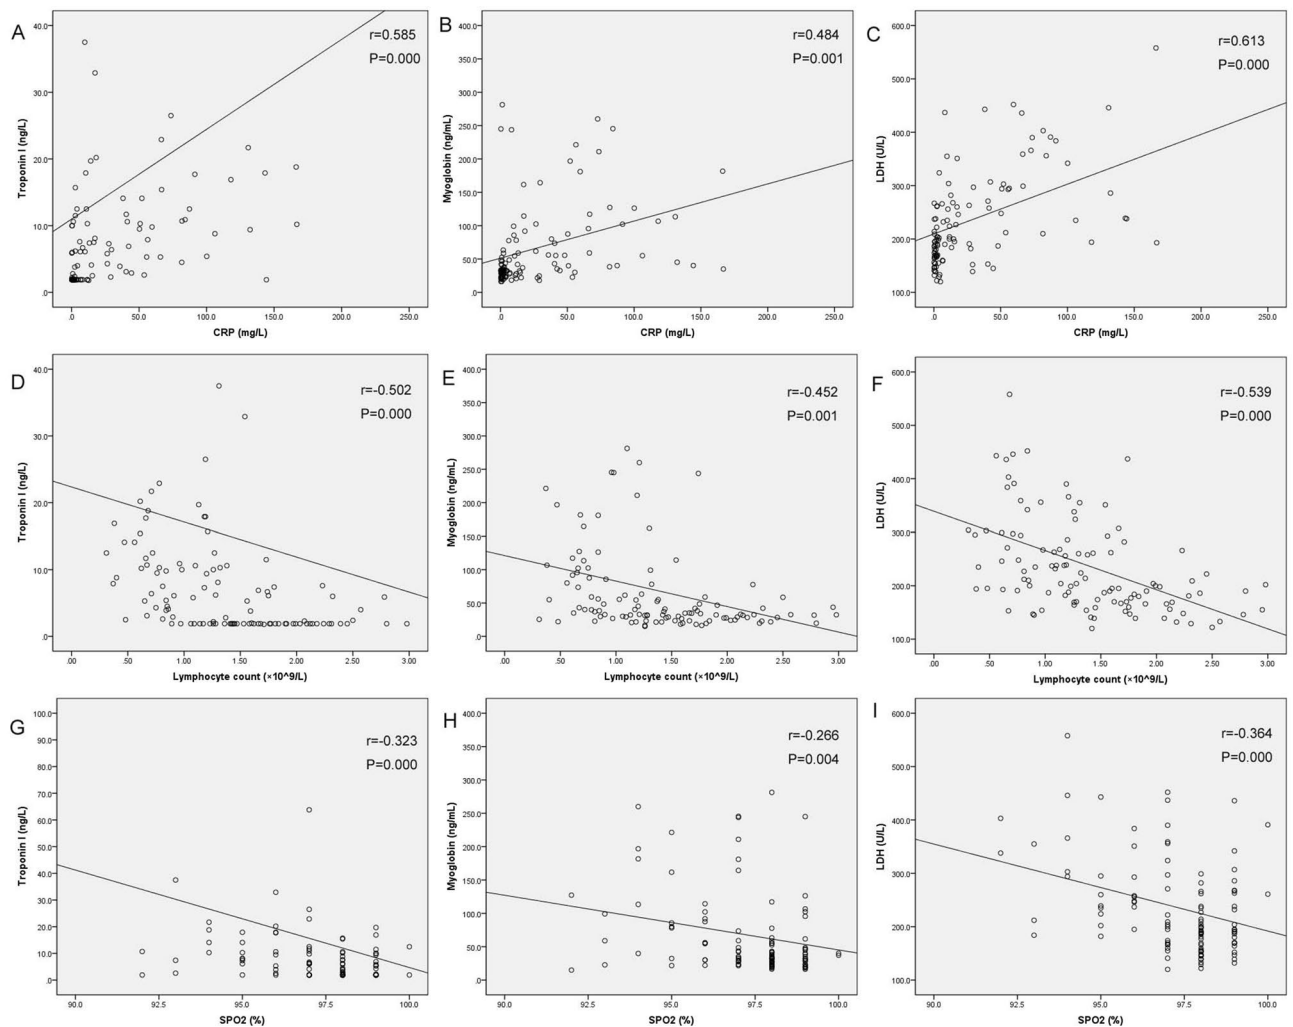 A
r=0.585
P=0.000
Troponin I (ng/L)
40.0
30.0
20.0
10.0
.0
.0 50.0 100.0 150.0 200.0 250.0
CRP (mg/L)
B
r=0.484
P=0.001
Myoglobin (ng/mL)
400.0
350.0
300.0
250.0
200.0
150.0
100.0
50.0
.0
.0 50.0 100.0 150.0 200.0 250.0
CRP (mg/L)
C
r=0.613
P=0.000
LDH (U/L)
600.0
500.0
400.0
300.0
200.0
100.0
.0 50.0 100.0 150.0 200.0 250.0
CRP (mg/L)
D
r=-0.502
P=0.000
Troponin I (ng/L)
40.0
30.0
20.0
10.0
.0
.00 .50 1.00 1.50 2.00 2.50 3.00
Lymphocyte count (×10^9/L)
E
r=-0.452
P=0.001
Myoglobin (ng/mL)
400.0
350.0
300.0
250.0
200.0
150.0
100.0
50.0
.0
.00 .50 1.00 1.50 2.00 2.50 3.00
Lymphocyte count (×10^9/L)
F
r=-0.539
P=0.000
LDH (U/L)
600.0
500.0
400.0
300.0
200.0
100.0
.00 .50 1.00 1.50 2.00 2.50 3.00
Lymphocyte count (×10^9/L)
G
r=-0.323
P=0.000
Troponin I (ng/L)
100.0
90.0
80.0
70.0
60.0
50.0
40.0
30.0
20.0
10.0
.0
90.0 92.5 95.0 97.5 100.0
SPO2 (%)
H
r=-0.266
P=0.004
Myoglobin (ng/mL)
400.0
350.0
300.0
250.0
200.0
150.0
100.0
50.0
.0
90.0 92.5 95.0 97.5 100.0
SPO2 (%)
I
r=-0.364
P=0.000
LDH (U/L)
600.0
500.0
400.0
300.0
200.0
100.0
90.0 92.5 95.0 97.5 100.0
SPO2 (%)